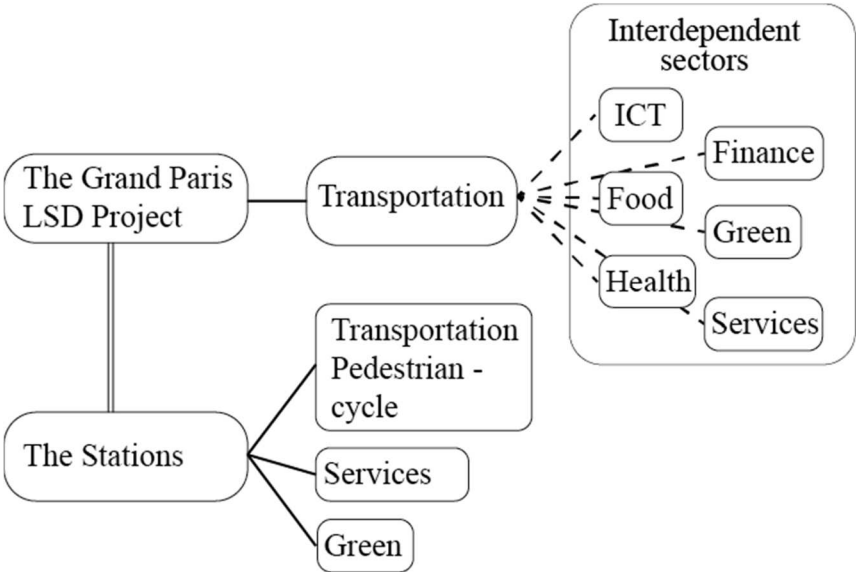 Interdependent
sectors
ICT
Finance
The Grand Paris
LSD Project
Transportation
Food
Green
Health
Services
Transportation
Pedestrian -
cycle
The Stations
Services
Green